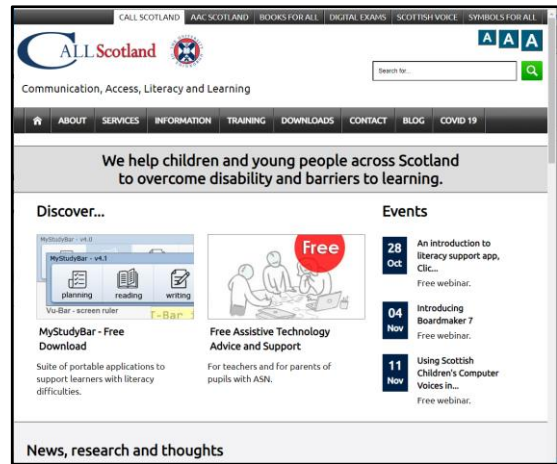 CALL SCOTLAND AAC SCOTLAND BOOKS FOR ALL DIGITAL EXAMS SCOTTISH VOICE SYMBOLS FOR ALL
CALL Scotland
A A A
Search for...
Communication, Access, Literacy and Learning
ABOUT SERVICES INFORMATION TRAINING DOWNLOADS CONTACT BLOG COVID 19
We help children and young people across Scotland
to overcome disability and barriers to learning.
Discover...
MyStudyBar - v4.0
MyStudyBar - v4.1
planning reading writing
Vu-Bar - screen ruler
T-Bar
MyStudyBar - Free
Download
Suite of portable applications to
support learners with literacy
difficulties.
Free
Free Assistive Technology
Advice and Support
For teachers and for parents of
pupils with ASN.
Events
28
Oct
An introduction to
literacy support app,
Clic...
Free webinar.
04
Nov
Introducing
Boardmaker 7
Free webinar.
11
Nov
Using Scottish
Children's Computer
Voices in...
Free webinar.
News, research and thoughts